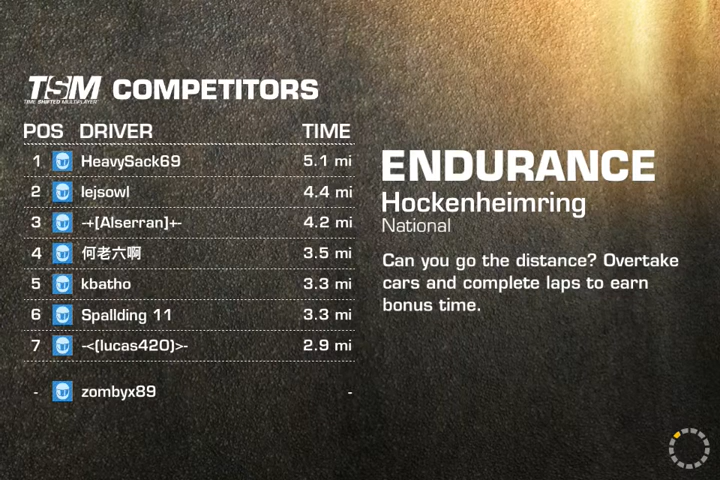 TSM COMPETITORS
TIME SHIFTED MULTIPLAYER
POS DRIVER TIME
1 HeavySack69 5.1 mi
2 lejsowl 4.4 mi
3 -+[Alserran]+- 4.2 mi
4 何老六啊 3.5 mi
5 kbatho 3.3 mi
6 Spallding 11 3.3 mi
7 -<(lucas420)>- 2.9 mi
- zombyx89 -
ENDURANCE
Hockenheimring
National
Can you go the distance? Overtake
cars and complete laps to earn
bonus time.